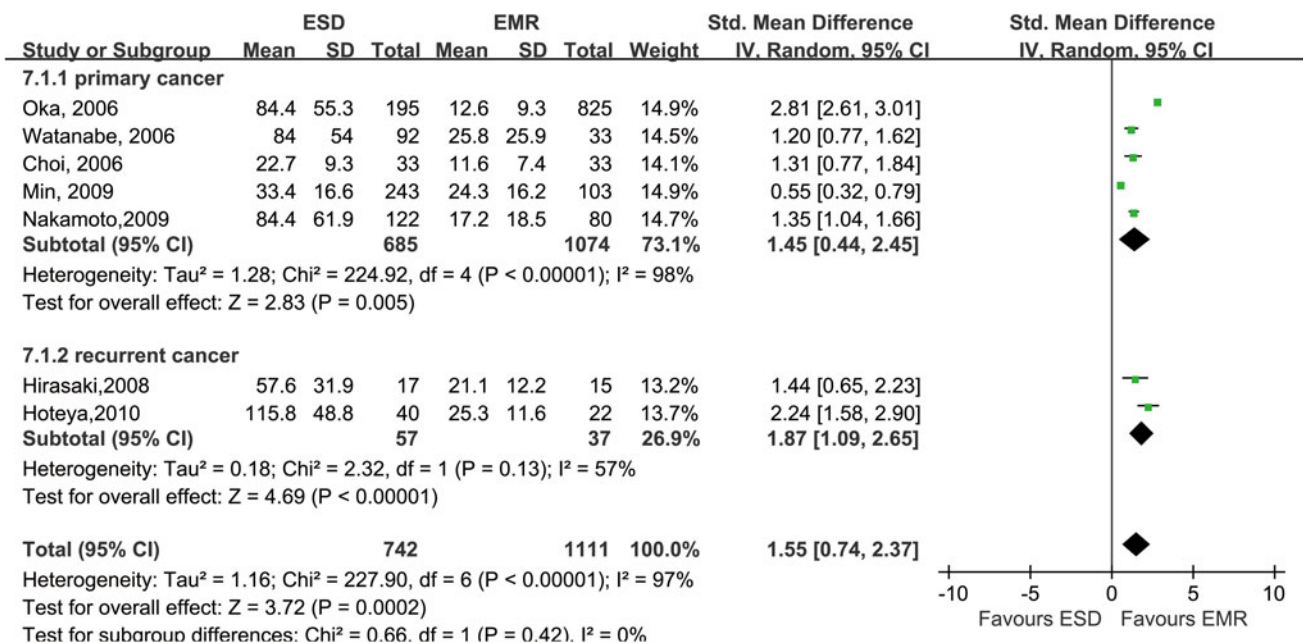 ESD EMR Std. Mean Difference Std. Mean Difference
Study or Subgroup Mean SD Total Mean SD Total Weight IV, Random, 95% CI IV, Random, 95% CI
7.1.1 primary cancer
Oka, 2006 84.4 55.3 195 12.6 9.3 825 14.9% 2.81 [2.61, 3.01]
Watanabe, 2006 84 54 92 25.8 25.9 33 14.5% 1.20 [0.77, 1.62]
Choi, 2006 22.7 9.3 33 11.6 7.4 33 14.1% 1.31 [0.77, 1.84]
Min, 2009 33.4 16.6 243 24.3 16.2 103 14.9% 0.55 [0.32, 0.79]
Nakamoto,2009 84.4 61.9 122 17.2 18.5 80 14.7% 1.35 [1.04, 1.66]
Subtotal (95% CI) 685 1074 73.1% 1.45 [0.44, 2.45]
Heterogeneity: Tau² = 1.28; Chi² = 224.92, df = 4 (P < 0.00001); I² = 98%
Test for overall effect: Z = 2.83 (P = 0.005)
7.1.2 recurrent cancer
Hirasaki,2008 57.6 31.9 17 21.1 12.2 15 13.2% 1.44 [0.65, 2.23]
Hoteya,2010 115.8 48.8 40 25.3 11.6 22 13.7% 2.24 [1.58, 2.90]
Subtotal (95% CI) 57 37 26.9% 1.87 [1.09, 2.65]
Heterogeneity: Tau² = 0.18; Chi² = 2.32, df = 1 (P = 0.13); I² = 57%
Test for overall effect: Z = 4.69 (P < 0.00001)
Total (95% CI) 742 1111 100.0% 1.55 [0.74, 2.37]
Heterogeneity: Tau² = 1.16; Chi² = 227.90, df = 6 (P < 0.00001); I² = 97%
Test for overall effect: Z = 3.72 (P = 0.0002)
Test for subgroup differences: Chi² = 0.66, df = 1 (P = 0.42), I² = 0%
-10 -5 0 5 10
Favours ESD Favours EMR